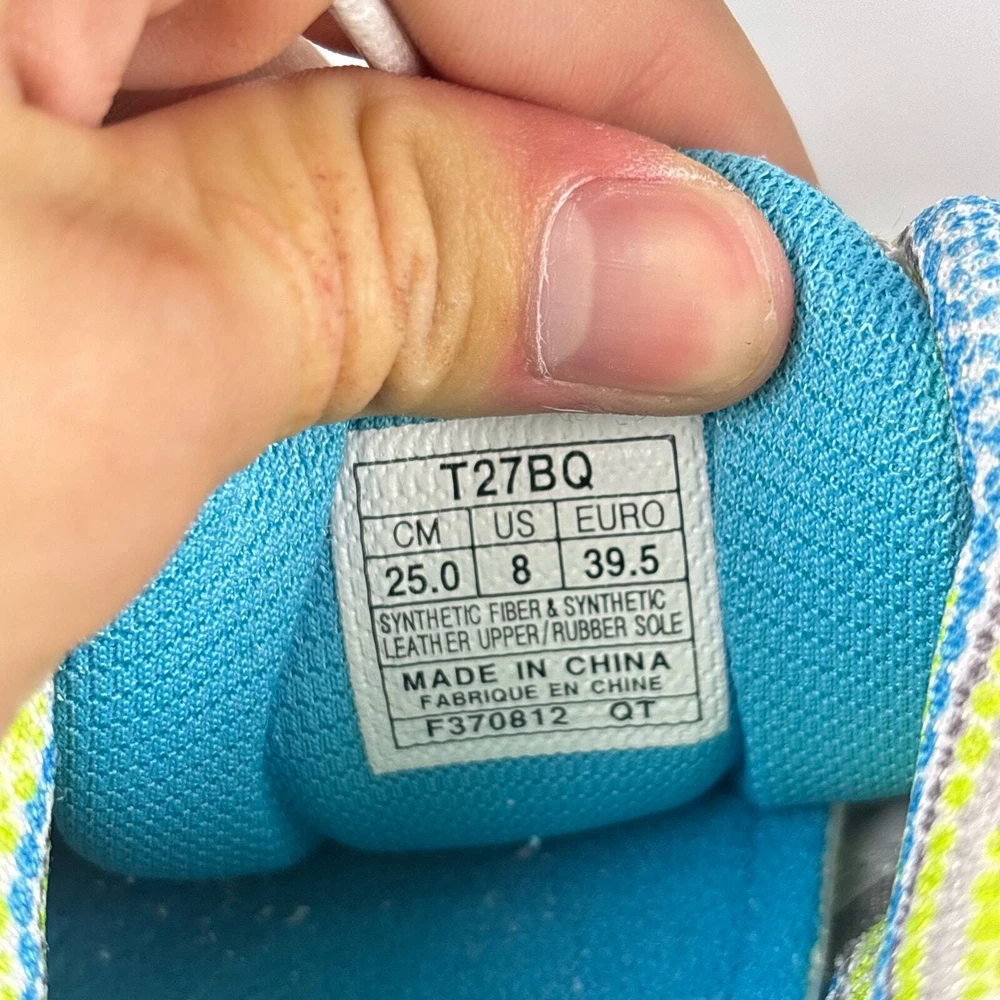 T27BQ
CM US EURO
25.0 8 39.5
SYNTHETIC FIBER & SYNTHETIC
LEATHER UPPER/RUBBER SOLE
MADE IN CHINA
FABRIQUE EN CHINE
F370812 QT